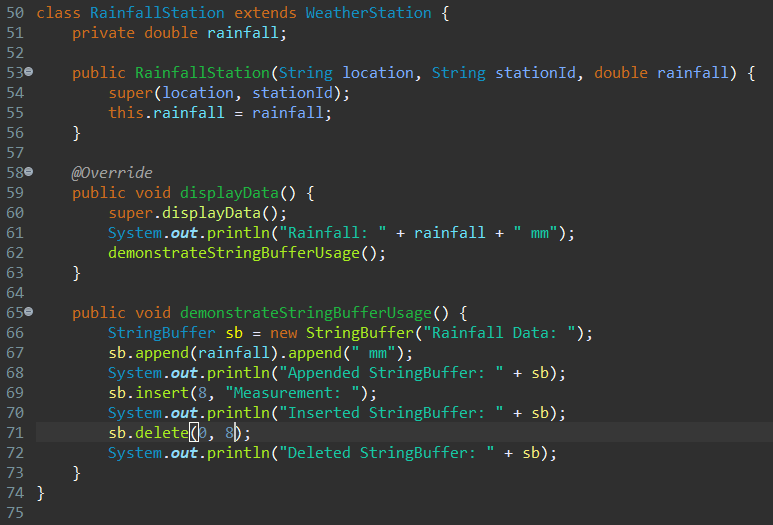 50 class RainfallStation extends WeatherStation {
51     private double rainfall;
52
53     public RainfallStation(String location, String stationId, double rainfall) {
54         super(location, stationId);
55         this.rainfall = rainfall;
56     }
57
58     @Override
59     public void displayData() {
60         super.displayData();
61         System.out.println("Rainfall: " + rainfall + " mm");
62         demonstrateStringBufferUsage();
63     }
64
65     public void demonstrateStringBufferUsage() {
66         StringBuffer sb = new StringBuffer("Rainfall Data: ");
67         sb.append(rainfall).append(" mm");
68         System.out.println("Appended StringBuffer: " + sb);
69         sb.insert(8, "Measurement: ");
70         System.out.println("Inserted StringBuffer: " + sb);
71         sb.delete(0, 8);
72         System.out.println("Deleted StringBuffer: " + sb);
73     }
74 }
75